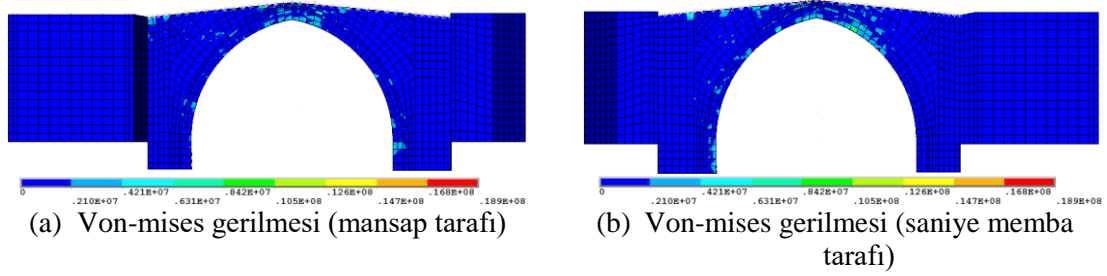 0 .421E+07 .842E+07 .126E+08 .168E+08
.210E+07 .631E+07 .105E+08 .147E+08 .189E+08
(a) Von-mises gerilmesi (mansap tarafı)
0 .421E+07 .842E+07 .126E+08 .168E+08
.210E+07 .631E+07 .105E+08 .147E+08 .189E+08
(b) Von-mises gerilmesi (saniye memba
tarafı)